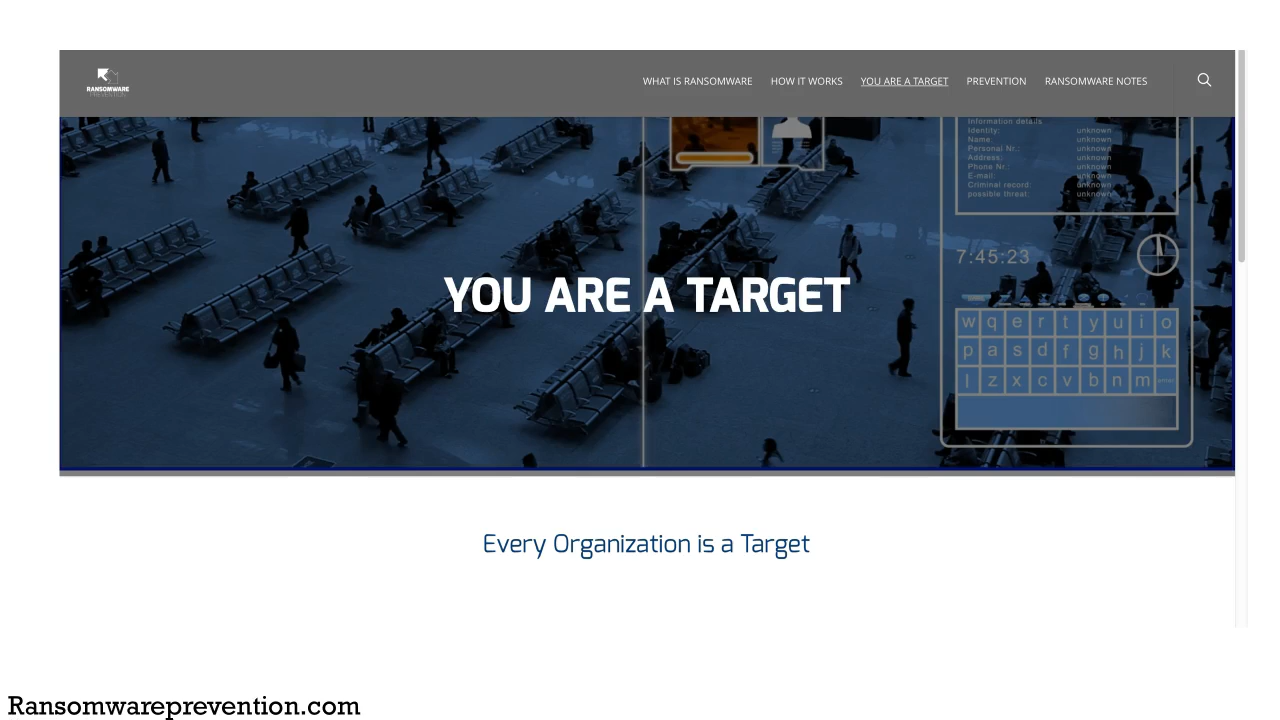 RANSOMWARE
PREVENTION
WHAT IS RANSOMWARE HOW IT WORKS YOU ARE A TARGET PREVENTION RANSOMWARE NOTES
Information details
Identity: unknown
Name: unknown
Personal Nr.: unknown
Address: unknown
Phone Nr.: unknown
E-mail: unknown
Criminal record: unknown
possible threat: unknown
7:45:23
YOU ARE A TARGET
w q e r t y u i o
p a s d f g h j k
l z x c v b n m enter
Every Organization is a Target
Ransomwareprevention.com